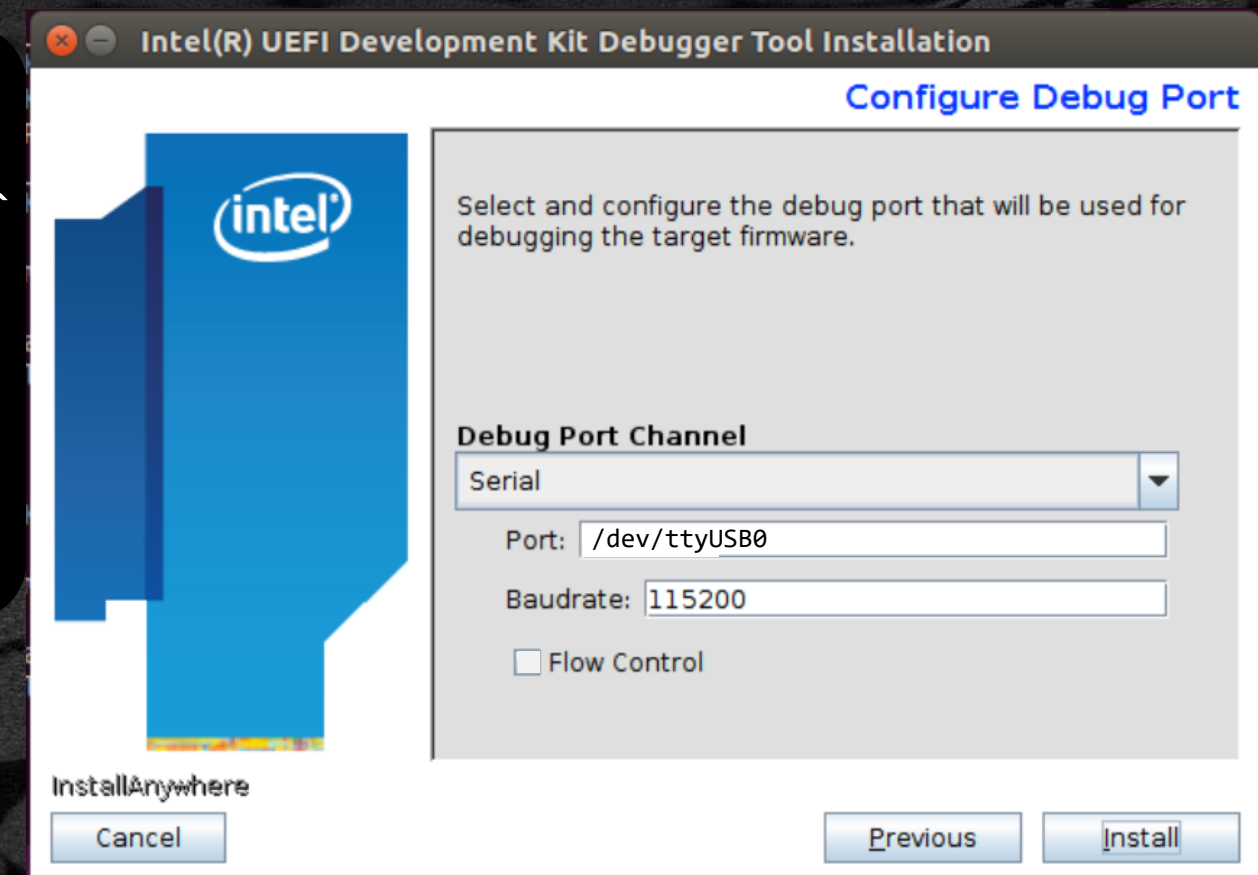 Intel(R) UEFI Development Kit Debugger Tool Installation
Configure Debug Port
intel
Select and configure the debug port that will be used for
debugging the target firmware.
Debug Port Channel
Serial
Port: /dev/ttyUSB0
Baudrate: 115200
Flow Control
InstallAnywhere
Cancel
Previous
Install